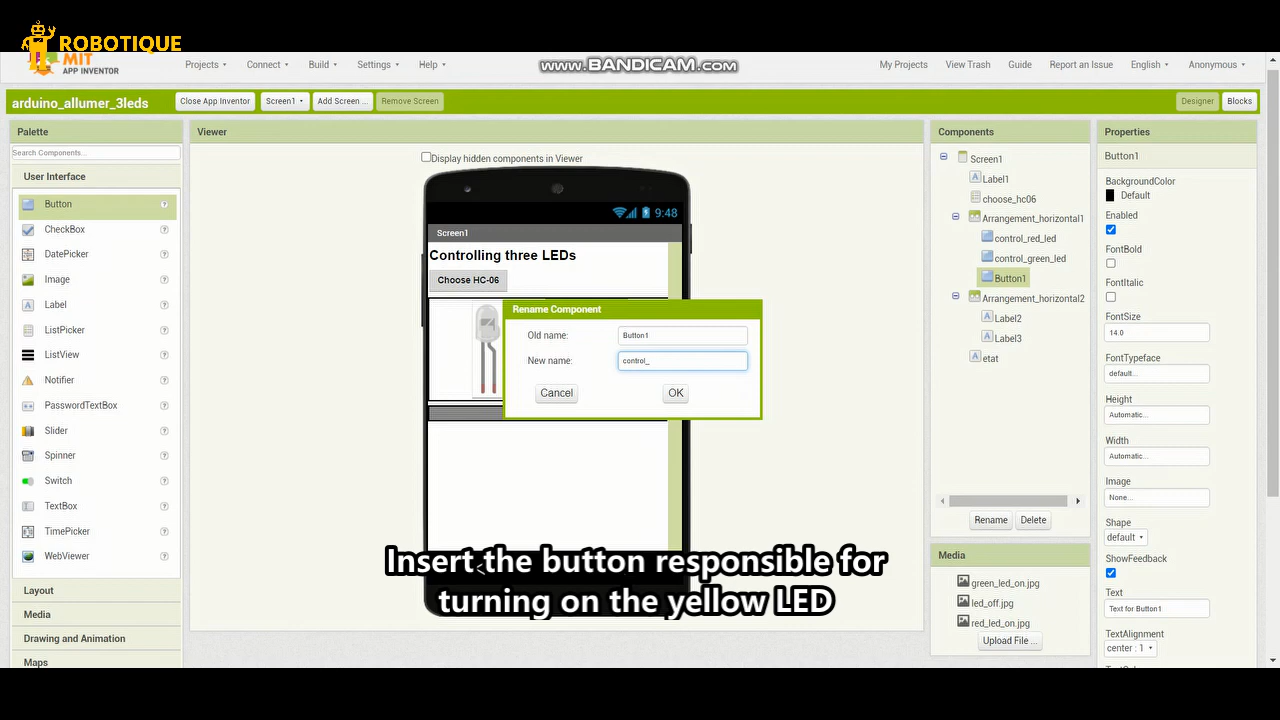 ROBOTIQUE
MIT
APP INVENTOR
Projects
Connect
Build
Settings
Help
www.BANDICAM.com
My Projects
View Trash
Guide
Report an Issue
English
Anonymous
arduino_allumer_3leds
Close App Inventor
Screen1
Add Screen ...
Remove Screen
Designer
Blocks
Palette
Search Components...
User Interface
Button
CheckBox
DatePicker
Image
Label
ListPicker
ListView
Notifier
PasswordTextBox
Slider
Spinner
Switch
TextBox
TimePicker
WebViewer
Layout
Media
Drawing and Animation
Maps
Viewer
Display hidden components in Viewer
9:48
Screen1
Controlling three LEDs
Choose HC-06
Rename Component
Old name:
Button1
New name:
control_
Cancel
OK
Insert the button responsible for
turning on the yellow LED
Components
Screen1
Label1
choose_hc06
Arrangement_horizontal1
control_red_led
control_green_led
Button1
Arrangement_horizontal2
Label2
Label3
etat
Rename
Delete
Media
green_led_on.jpg
led_off.jpg
red_led_on.jpg
Upload File ...
Properties
Button1
BackgroundColor
Default
Enabled
FontBold
FontItalic
FontSize
14.0
FontTypeface
default...
Height
Automatic...
Width
Automatic...
Image
None...
Shape
default
ShowFeedback
Text
Text for Button1
TextAlignment
center : 1